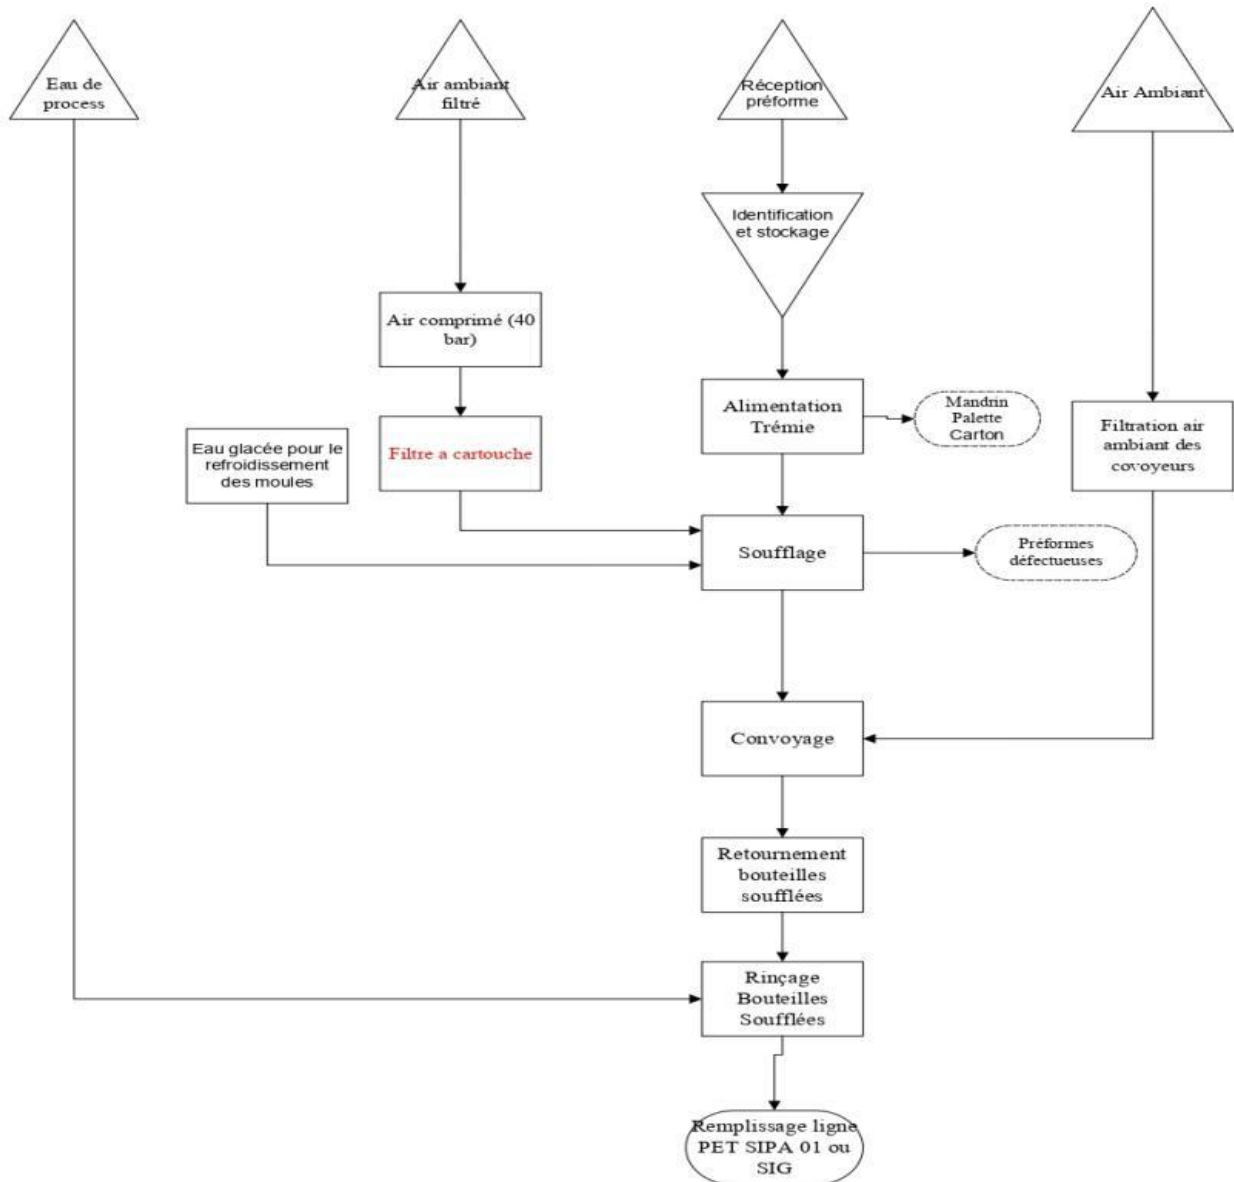 Eau de
process
Air ambiant
filtré
Réception
préforme
Air Ambiant
Identification
et stockage
Air comprimé (40
bar)
Alimentation
Trémie
Mandrin
Palette
Carton
Filtration air
ambiant des
covoyeurs
Eau glacée pour le
refroidissement
des moules
Filtre a cartouche
Soufflage
Préformes
défectueuses
Convoyage
Retournement
bouteilles
soufflées
Rinçage
Bouteilles
Soufflées
Remplissage ligne
PET SIPA 01 ou
SIG